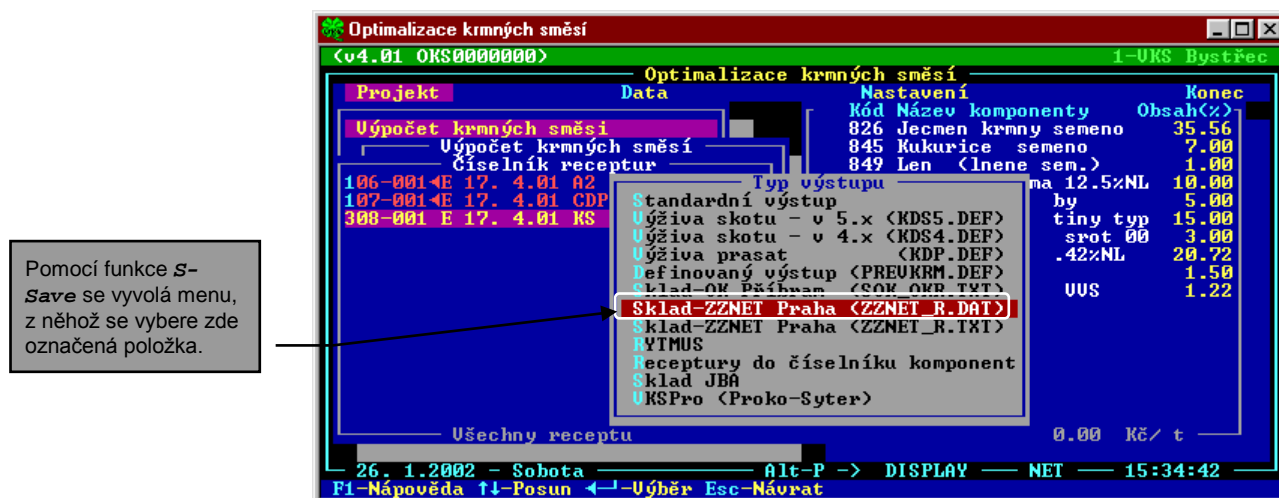 Optimalizace krmných směsí
(v4.01 OKS0000000) 1-VKS Bystřec
Optimalizace krmných směsí
Projekt Data Nastavení Konec
Kód Název komponenty Obsah(%)
Výpočet krmných směsi 826 Jecmen krmny semeno 35.56
Výpočet krmných směsí 845 Kukurice semeno 7.00
Číselník receptur 849 Len (lnene sem.) 1.00
106-001◄E 17. 4.01 A2 Typ výstupu ma 12.5%NL 10.00
107-001◄E 17. 4.01 CDP Standardní výstup by 5.00
308-001 E 17. 4.01 KS Výživa skotu - v 5.x (KDS5.DEF) tiny typ 15.00
Výživa skotu - v 4.x (KDS4.DEF) srot 00 3.00
Výživa prasat (KDP.DEF) .42%NL 20.72
Definovaný výstup (PREVKRM.DEF) 1.50
Sklad-OK Příbram (SOK_OKR.TXT) VVS 1.22
Sklad-ZZNET Praha (ZZNET_R.DAT)
Sklad-ZZNET Praha (ZZNET_R.TXT)
RYTMUS
Receptury do číselníku komponent
Sklad JBA
VKSPro (Proko-Syter)
Všechny receptu 0.00 Kč/ t
26. 1.2002 - Sobota Alt-P -> DISPLAY NET 15:34:42
F1-Nápověda ↑↓-Posun ◄─┘-Výběr Esc-Návrat
Pomocí funkce S-
Save se vyvolá menu,
z něhož se vybere zde
označená položka.